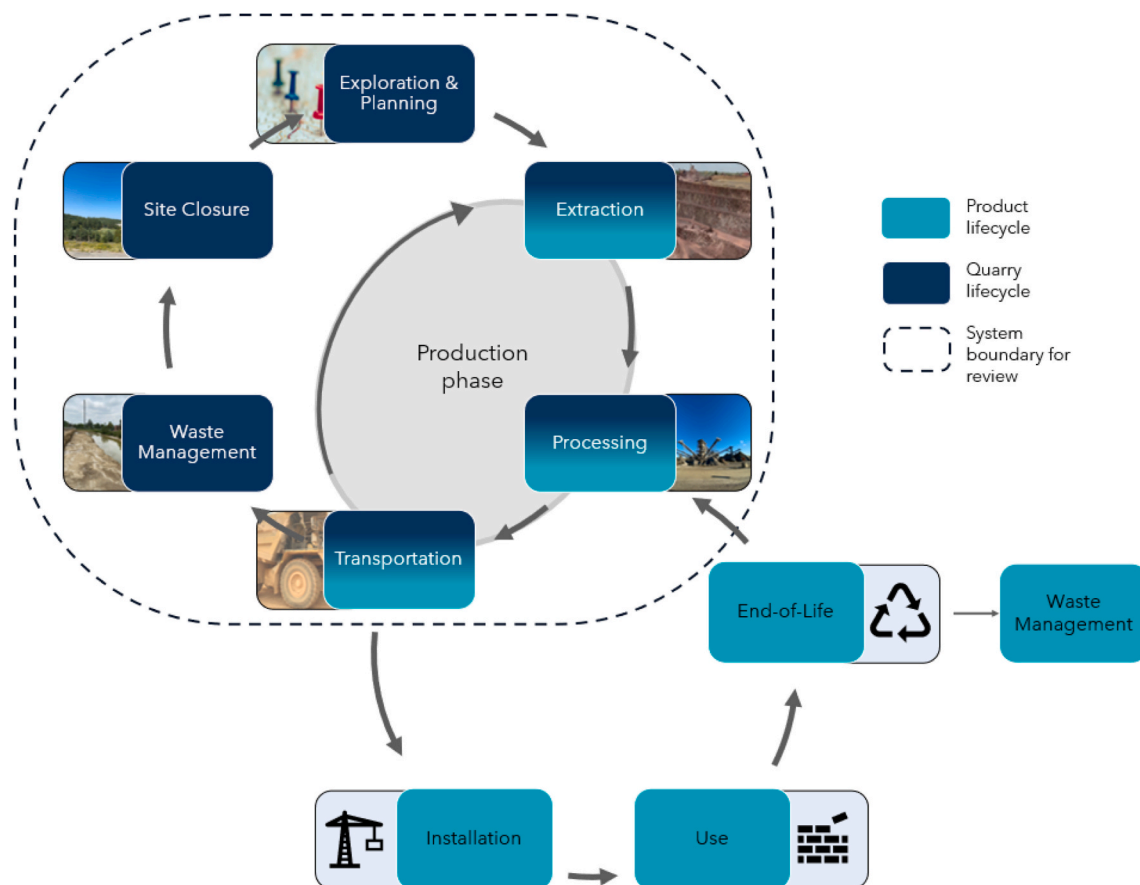 Exploration &
Planning
Site Closure
Extraction
Product
lifecycle
Quarry
lifecycle
System
boundary for
review
Production
phase
Waste
Management
Processing
Transportation
End-of-Life
Waste
Management
Installation
Use